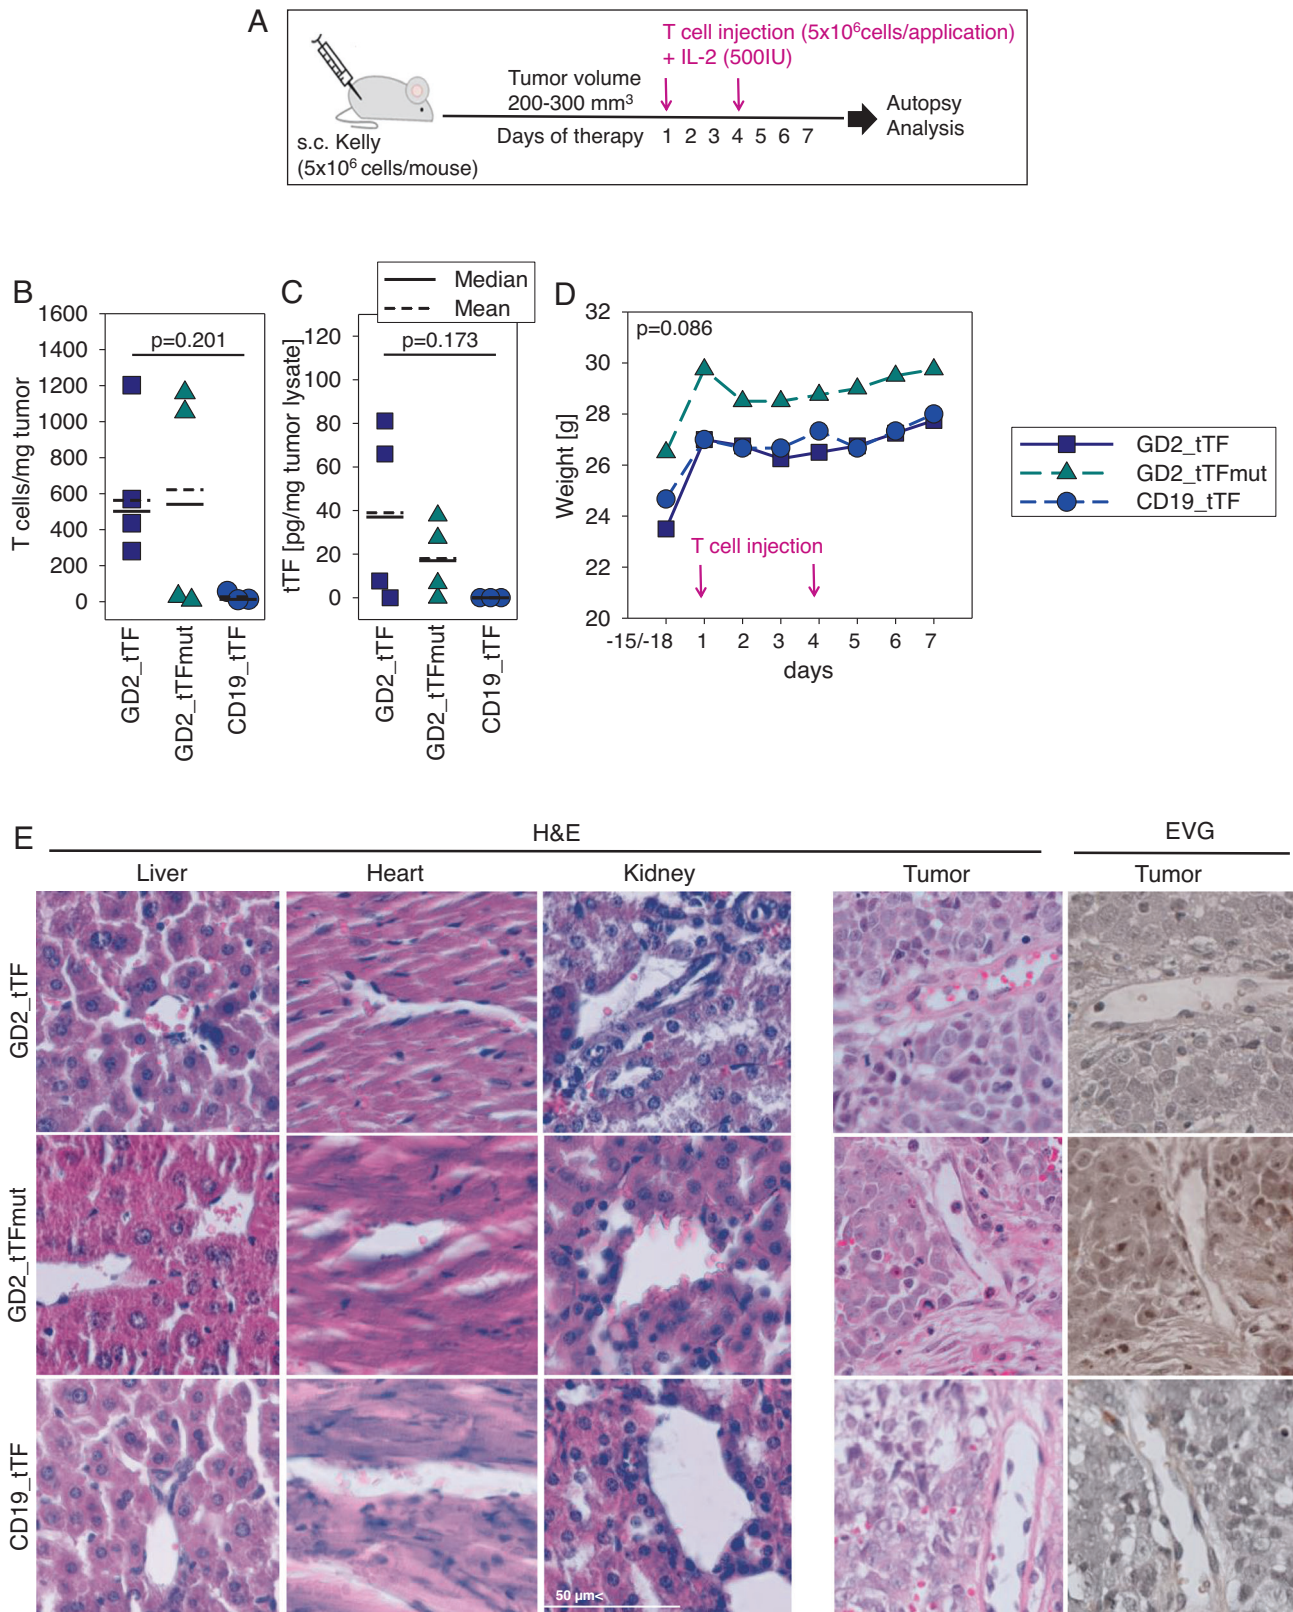 A
T cell injection (5x10⁶cells/application)
+ IL-2 (500IU)
Tumor volume
200-300 mm³
Days of therapy 1 2 3 4 5 6 7
Autopsy
Analysis
s.c. Kelly
(5x10⁶ cells/mouse)
B
T cells/mg tumor
1600
1400
1200
1000
800
600
400
200
0
p=0.201
GD2_tTF
GD2_tTFmut
CD19_tTF
C
Median
Mean
tTF [pg/mg tumor lysate]
120
100
80
60
40
20
0
p=0.173
GD2_tTF
GD2_tTFmut
CD19_tTF
D
Weight [g]
32
30
28
26
24
22
20
p=0.086
T cell injection
-15/-18 1 2 3 4 5 6 7
days
GD2_tTF
GD2_tTFmut
CD19_tTF
E
H&E
EVG
Liver
Heart
Kidney
Tumor
Tumor
GD2_tTF
GD2_tTFmut
CD19_tTF
50 µm<